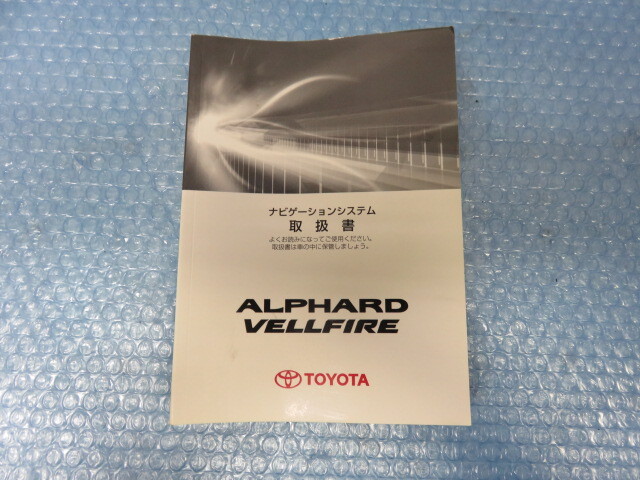 ナビゲーションシステム
取扱書
よくお読みになってご使用ください。
取扱書は車の中に保管しましょう。
ALPHARD
VELLFIRE
TOYOTA